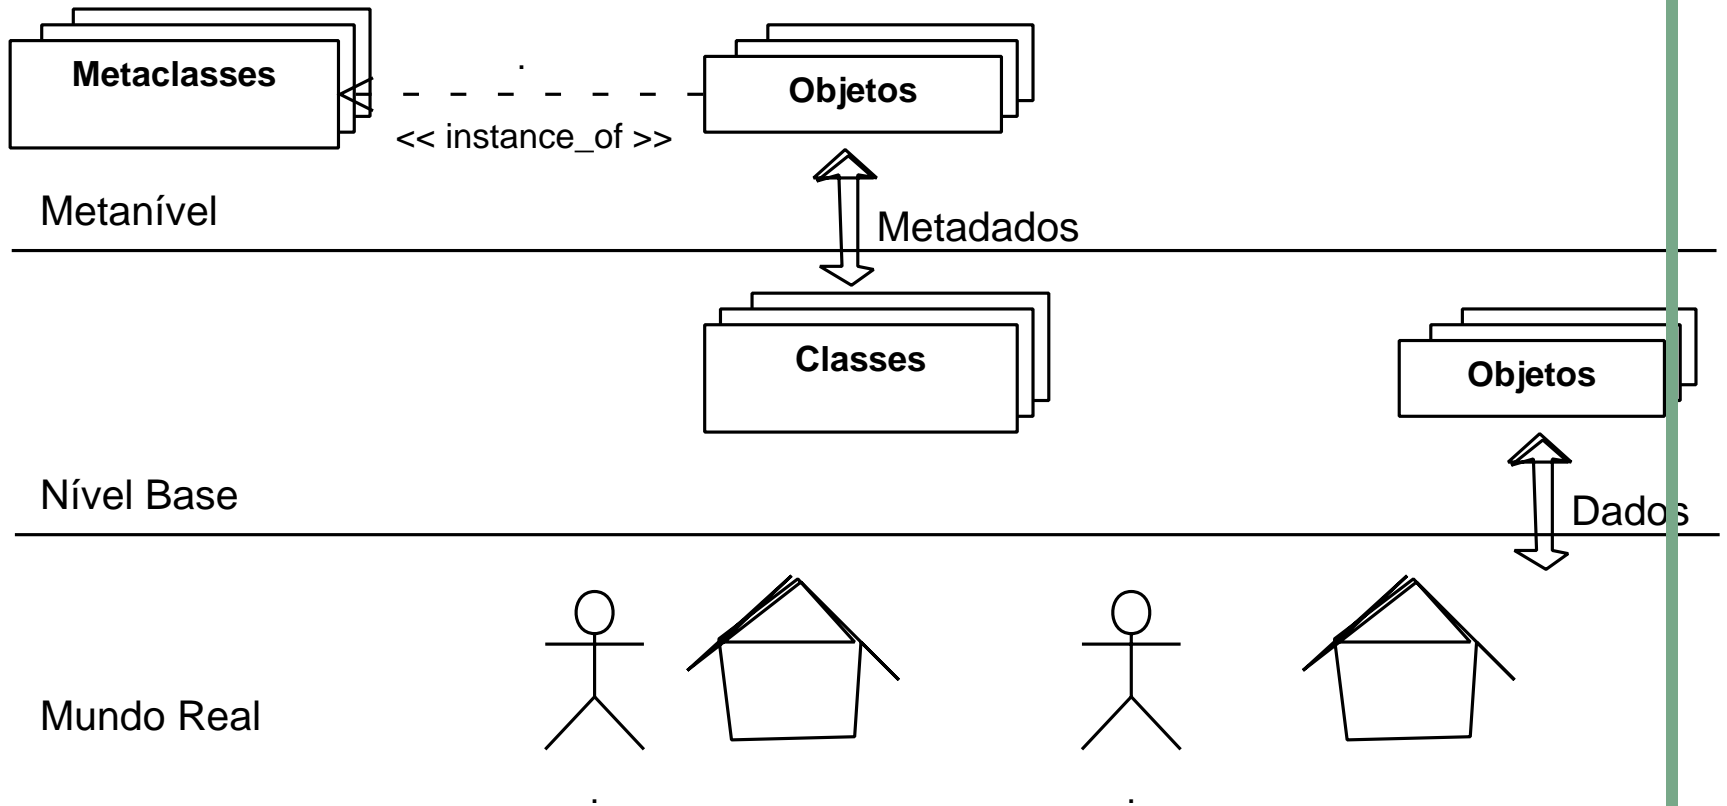 Metaclasses
Objetos
<< instance_of >>
Metanível
Metadados
Classes
Objetos
Nível Base
Dados
Mundo Real